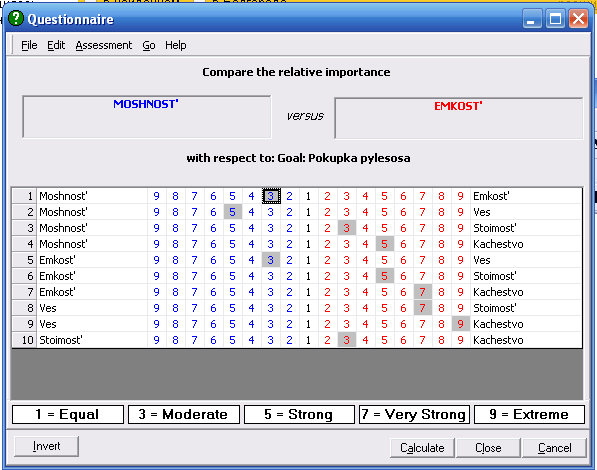 Questionnaire
File Edit Assessment Go Help
Compare the relative importance
MOSHNOST' versus EMKOST'
with respect to: Goal: Pokupka pylesosa
1 Moshnost' 9 8 7 6 5 4 3 2 1 2 3 4 5 6 7 8 9 Emkost'
2 Moshnost' 9 8 7 6 5 4 3 2 1 2 3 4 5 6 7 8 9 Ves
3 Moshnost' 9 8 7 6 5 4 3 2 1 2 3 4 5 6 7 8 9 Stoimost'
4 Moshnost' 9 8 7 6 5 4 3 2 1 2 3 4 5 6 7 8 9 Kachestvo
5 Emkost' 9 8 7 6 5 4 3 2 1 2 3 4 5 6 7 8 9 Ves
6 Emkost' 9 8 7 6 5 4 3 2 1 2 3 4 5 6 7 8 9 Stoimost'
7 Emkost' 9 8 7 6 5 4 3 2 1 2 3 4 5 6 7 8 9 Kachestvo
8 Ves 9 8 7 6 5 4 3 2 1 2 3 4 5 6 7 8 9 Stoimost'
9 Ves 9 8 7 6 5 4 3 2 1 2 3 4 5 6 7 8 9 Kachestvo
10 Stoimost' 9 8 7 6 5 4 3 2 1 2 3 4 5 6 7 8 9 Kachestvo
1 = Equal 3 = Moderate 5 = Strong 7 = Very Strong 9 = Extreme
Invert Calculate Close Cancel